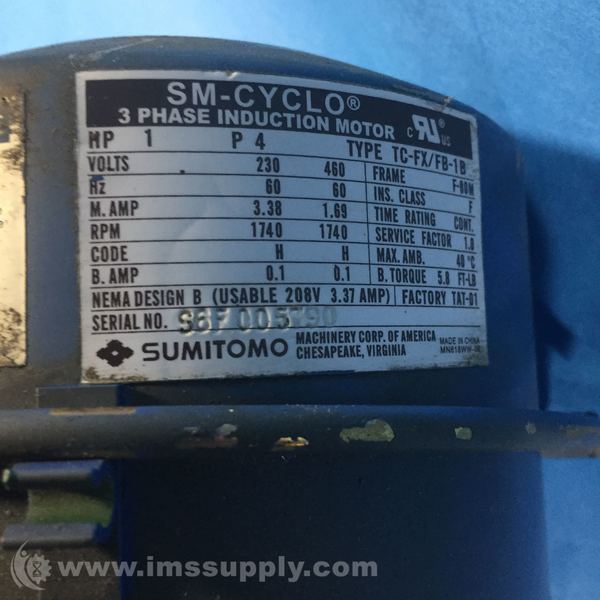 SM-CYCLO®
3 PHASE INDUCTION MOTOR
C US
HP 1 P 4 TYPE TC-FX/FB-1B
VOLTS 230 460 FRAME F-80M
Hz 60 60 INS. CLASS F
M. AMP 3.38 1.69 TIME RATING CONT.
RPM 1740 1740 SERVICE FACTOR 1.0
CODE H H MAX. AMB. 40 °C
B. AMP 0.1 0.1 B.TORQUE 5.8 FT-LB
NEMA DESIGN B (USABLE 208V 3.37 AMP) FACTORY TAT-01
SERIAL NO.
SUMITOMO MACHINERY CORP. OF AMERICA
CHESAPEAKE, VIRGINIA
MADE IN CHINA
www.imssupply.com